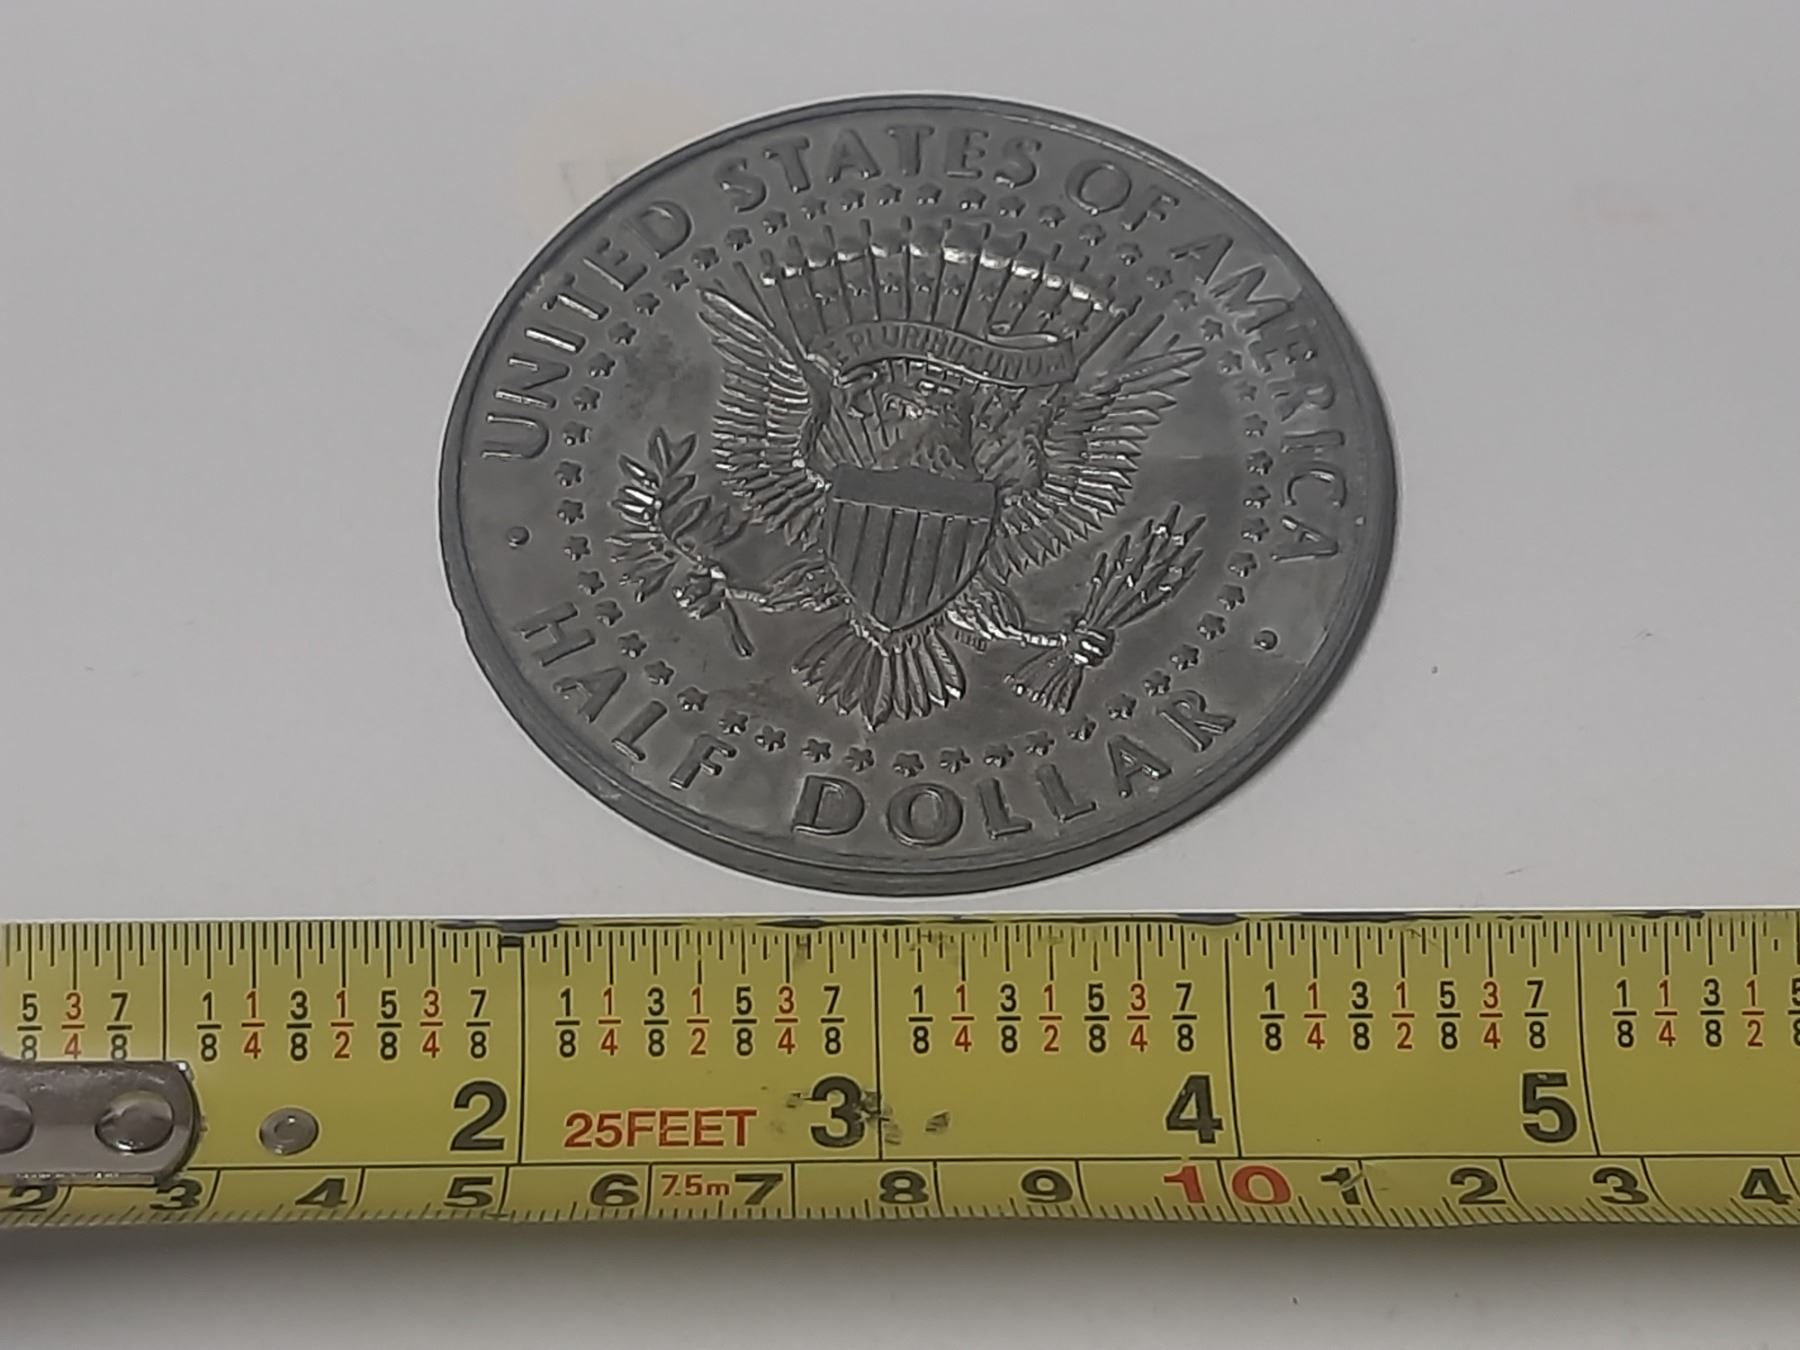 UNITED STATES OF AMERICA
E PLURIBUS UNUM
HALF DOLLAR
5/8 3/4 7/8 1/8 1/4 3/8 1/2 5/8 3/4 7/8 1/8 1/4 3/8 1/2 5/8 3/4 7/8 1/8 1/4 3/8 1/2 5/8 3/4 7/8 1/8 1/4 3/8 1/2 5/8 3/4 7/8 1/8 1/4 3/8 1/2
2 25FEET 3 4 5
2 3 4 5 6 7.5m 7 8 9 10 1 2 3 4